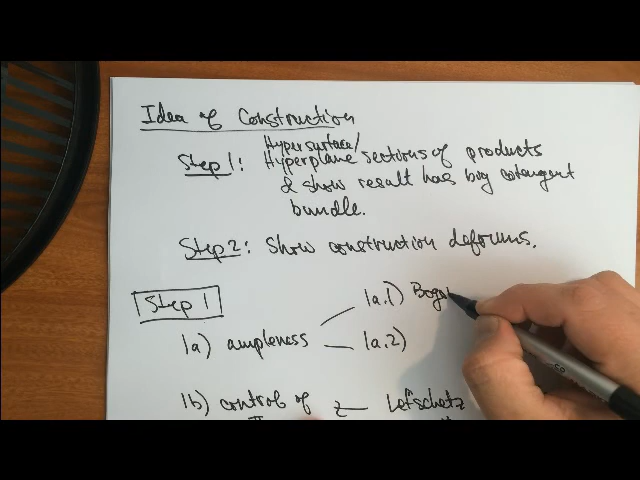 Idea of Construction
Hypersurface/
Step 1: Hyperplane sections of products
& show result has big cotangent
bundle.
Step 2: Show construction deforms.
Step 1
1a.1) Bogo
1a) ampleness
1a.2)
1b) control of Lefschetz